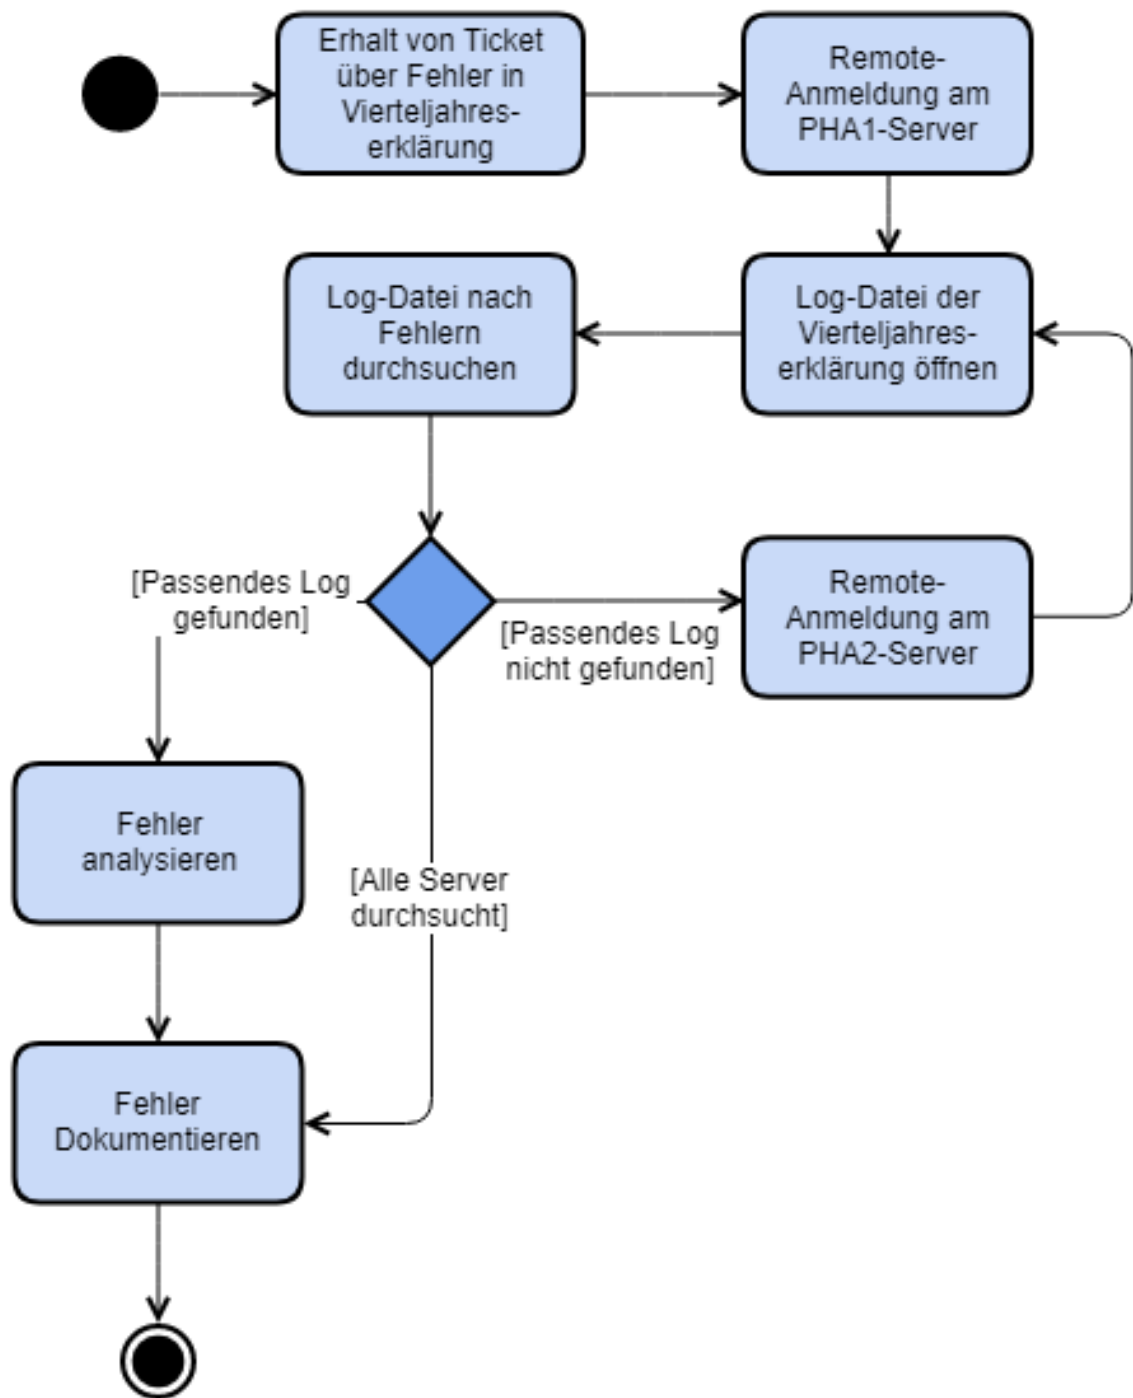 Erhalt von Ticket
über Fehler in
Vierteljahres-
erklärung
Remote-
Anmeldung am
PHA1-Server
Log-Datei nach
Fehlern
durchsuchen
Log-Datei der
Vierteljahres-
erklärung öffnen
[Passendes Log
gefunden]
[Passendes Log
nicht gefunden]
Remote-
Anmeldung am
PHA2-Server
Fehler
analysieren
[Alle Server
durchsucht]
Fehler
Dokumentieren